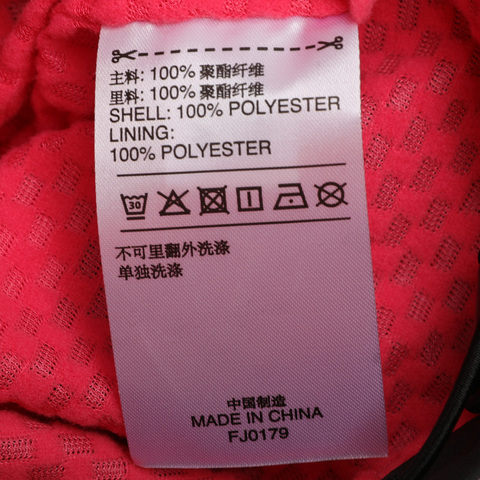 主料: 100% 聚酯纤维
里料: 100% 聚酯纤维
SHELL: 100% POLYESTER
LINING:
100% POLYESTER
30
不可里翻外洗涤
单独洗涤
中国制造
MADE IN CHINA
FJ0179